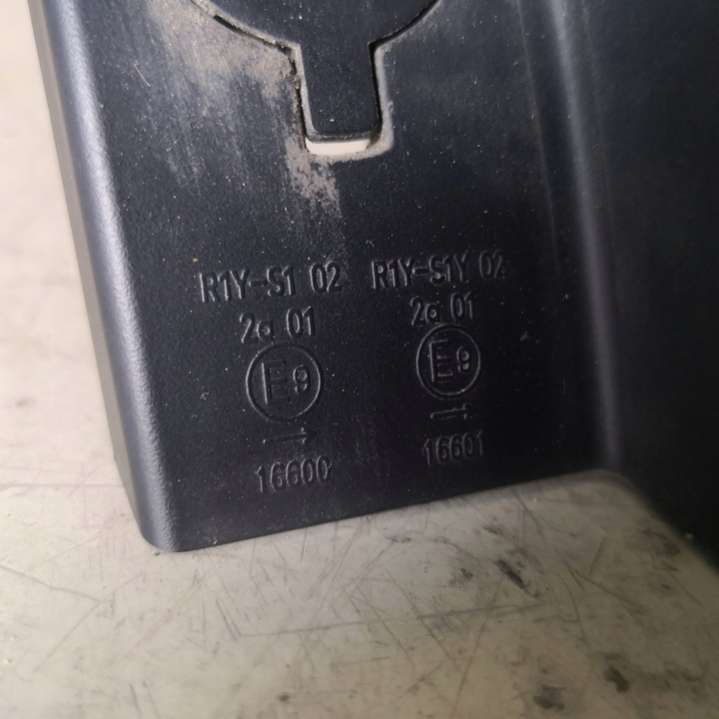 R1Y-S1 02 R1Y-S1Y 02
2a 01 2a 01
E9 E9
→ ↔
16600 16601